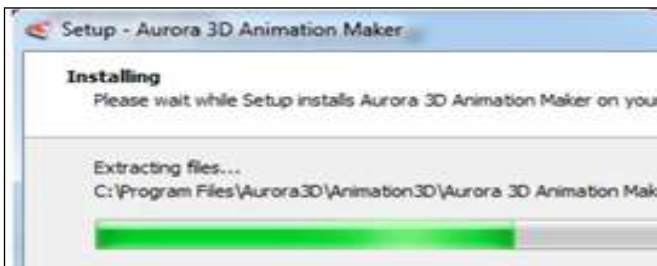 Setup - Aurora 3D Animation Maker
Installing
Please wait while Setup installs Aurora 3D Animation Maker on your
Extracting files...
C:\Program Files\Aurora3D\Animation3D\Aurora 3D Animation Mak